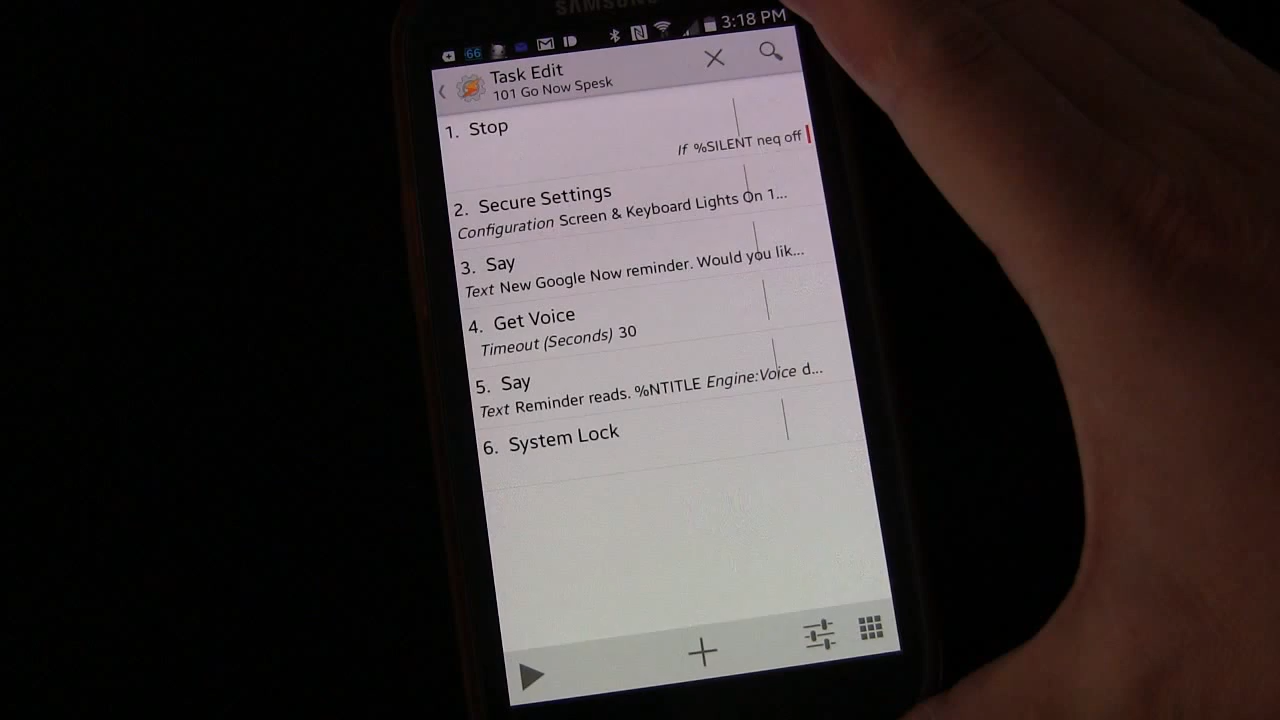 SAMSUNG
66
3:18 PM
Task Edit
101 Go Now Spesk
1. Stop
If %SILENT neq off
2. Secure Settings
Configuration Screen & Keyboard Lights On 1...
3. Say
Text New Google Now reminder. Would you lik...
4. Get Voice
Timeout (Seconds) 30
5. Say
Text Reminder reads. %NTITLE Engine:Voice d...
6. System Lock